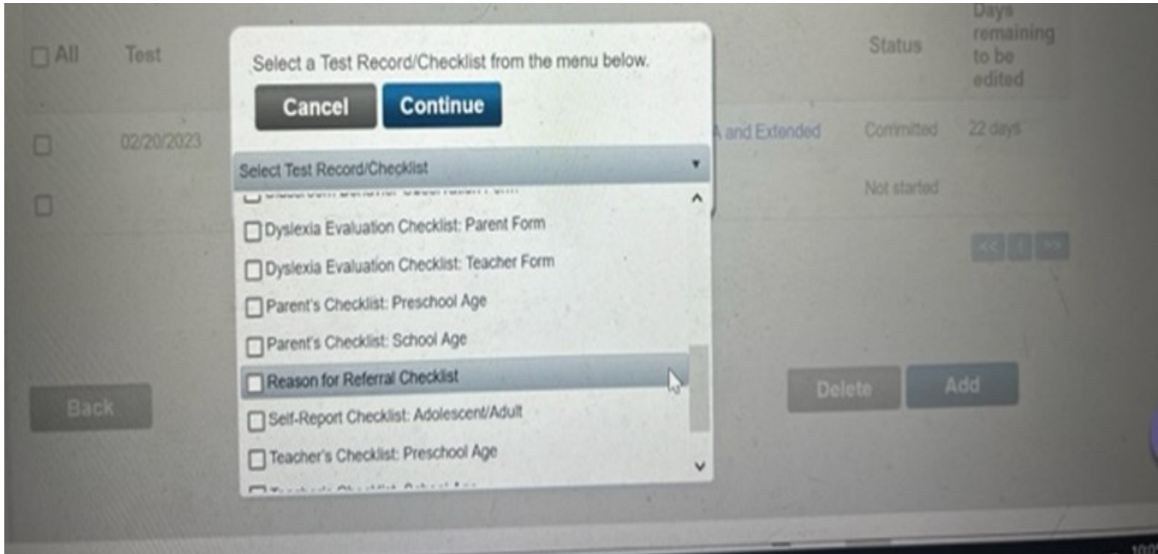 All Test
Status
Days
remaining
to be
edited
Select a Test Record/Checklist from the menu below.
Cancel Continue
02/20/2023
and Extended
Committed
22 days
Select Test Record/Checklist
Not started
Dyslexia Evaluation Checklist: Parent Form
Dyslexia Evaluation Checklist: Teacher Form
<< >>
Parent's Checklist: Preschool Age
Parent's Checklist: School Age
Reason for Referral Checklist
Self-Report Checklist: Adolescent/Adult
Teacher's Checklist: Preschool Age
Back
Delete
Add